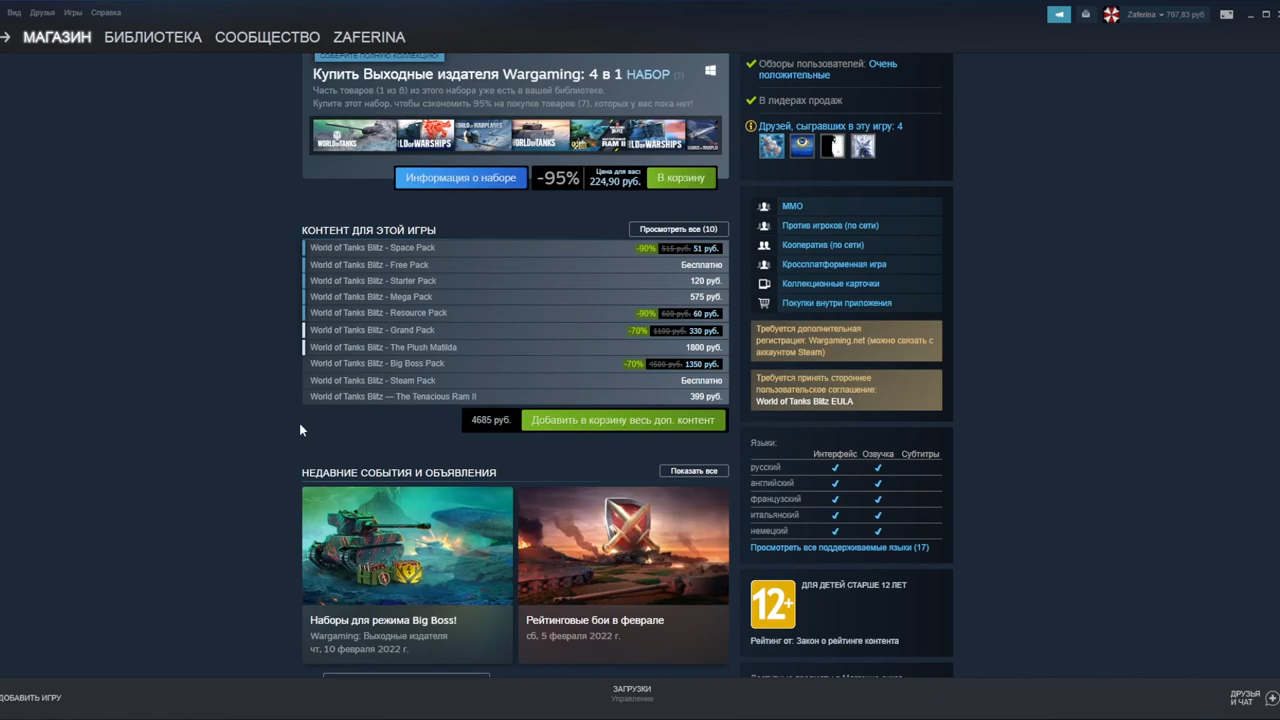 Вид Друзья Игры Справка
Zaferina 707,83 руб
МАГАЗИН БИБЛИОТЕКА СООБЩЕСТВО ZAFERINA
СОБЕРИТЕ ПОЛНУЮ КОЛЛЕКЦИЮ!
Купить Выходные издателя Wargaming: 4 в 1 НАБОР (?)
Часть товаров (1 из 8) из этого набора уже есть в вашей библиотеке.
Купите этот набор, чтобы сэкономить 95% на покупке товаров (7), которых у вас пока нет!
WORLD OF TANKS
Информация о наборе
-95%
Цена для вас:
224,90 руб.
В корзину
КОНТЕНТ ДЛЯ ЭТОЙ ИГРЫ
Просмотреть все (10)
World of Tanks Blitz - Space Pack -90% 515 руб. 51 руб.
World of Tanks Blitz - Free Pack Бесплатно
World of Tanks Blitz - Starter Pack 120 руб.
World of Tanks Blitz - Mega Pack 575 руб.
World of Tanks Blitz - Resource Pack -90% 609 руб. 60 руб.
World of Tanks Blitz - Grand Pack -70% 1100 руб. 330 руб.
World of Tanks Blitz - The Plush Matilda 1800 руб.
World of Tanks Blitz - Big Boss Pack -70% 4500 руб. 1350 руб.
World of Tanks Blitz - Steam Pack Бесплатно
World of Tanks Blitz — The Tenacious Ram II 399 руб.
4685 руб. Добавить в корзину весь доп. контент
НЕДАВНИЕ СОБЫТИЯ И ОБЪЯВЛЕНИЯ
Показать все
Наборы для режима Big Boss!
Wargaming: Выходные издателя
чт, 10 февраля 2022 г.
Рейтинговые бои в феврале
сб, 5 февраля 2022 г.
Обзоры пользователей: Очень
положительные
В лидерах продаж
Друзей, сыгравших в эту игру: 4
MMO
Против игроков (по сети)
Кооператив (по сети)
Кроссплатформенная игра
Коллекционные карточки
Покупки внутри приложения
Требуется дополнительная
регистрация: Wargaming.net (можно связать с
аккаунтом Steam)
Требуется принять стороннее
пользовательское соглашение:
World of Tanks Blitz EULA
Языки:
Интерфейс Озвучка Субтитры
русский
английский
французский
итальянский
немецкий
Просмотреть все поддерживаемые языки (17)
12+
ДЛЯ ДЕТЕЙ СТАРШЕ 12 ЛЕТ
Рейтинг от: Закон о рейтинге контента
ДОБАВИТЬ ИГРУ
ЗАГРУЗКИ
Управление
ДРУЗЬЯ
И ЧАТ